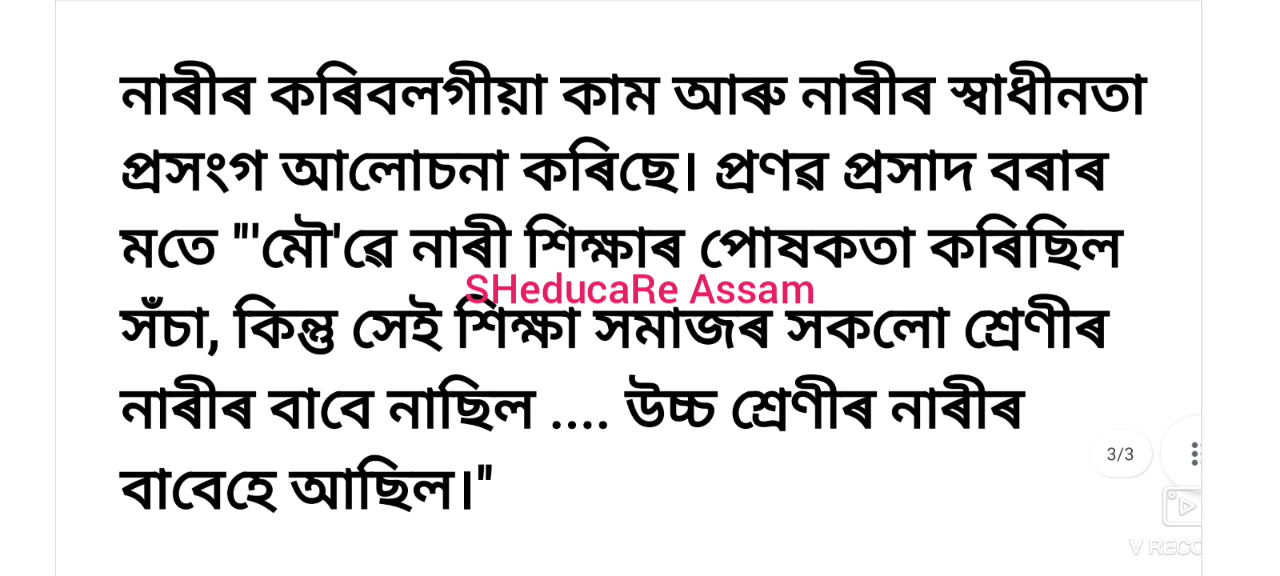 নাৰীৰ কৰিবলগীয়া কাম আৰু নাৰীৰ স্বাধীনতা
প্ৰসংগ আলোচনা কৰিছে। প্ৰণৱ প্ৰসাদ বৰাৰ
মতে "'মৌ'ৱে নাৰী শিক্ষাৰ পোষকতা কৰিছিল
SHeducaRe Assam
সঁচা, কিন্তু সেই শিক্ষা সমাজৰ সকলো শ্ৰেণীৰ
নাৰীৰ বাবে নাছিল .... উচ্চ শ্ৰেণীৰ নাৰীৰ
3/3
বাবেহে আছিল।"
V RECO